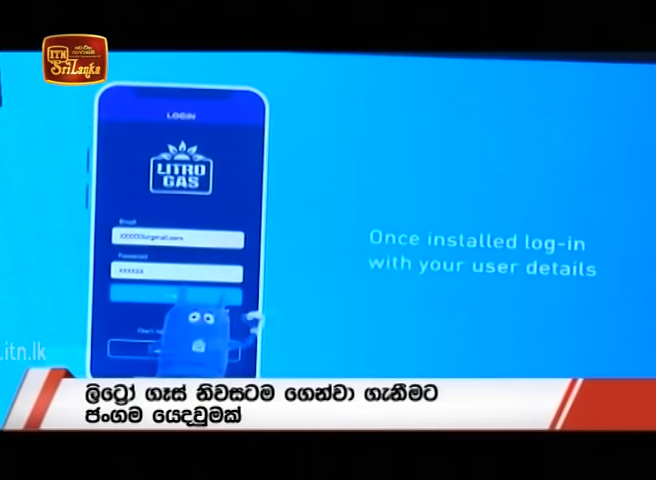 ITN
SriLanka
LOGIN
LITRO
GAS
Email
Password
Once installed log-in
with your user details
.itn.lk
ලිට්‍රෝ ගෑස් නිවසටම ගෙන්වා ගැනීමට
ජංගම යෙදවුමක්